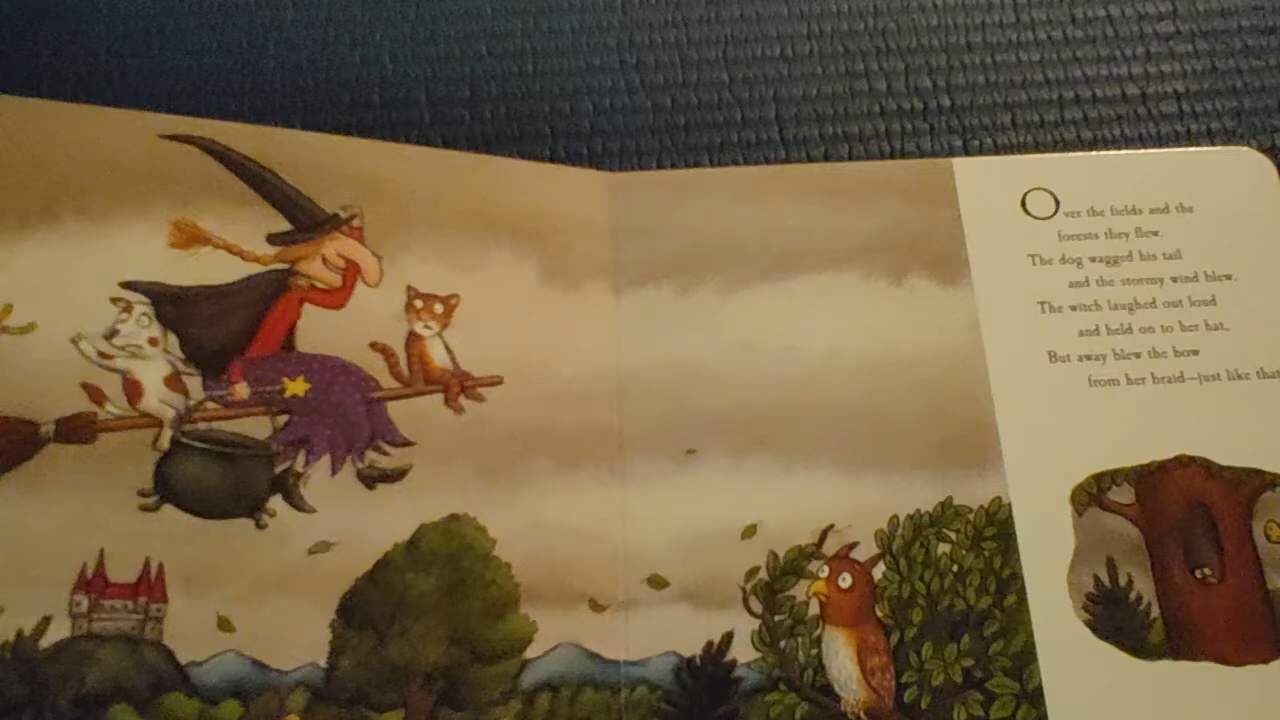 Over the fields and the
forests they flew.
The dog wagged his tail
and the stormy wind blew.
The witch laughed out loud
and held on to her hat,
But away blew the bow
from her braid—just like that